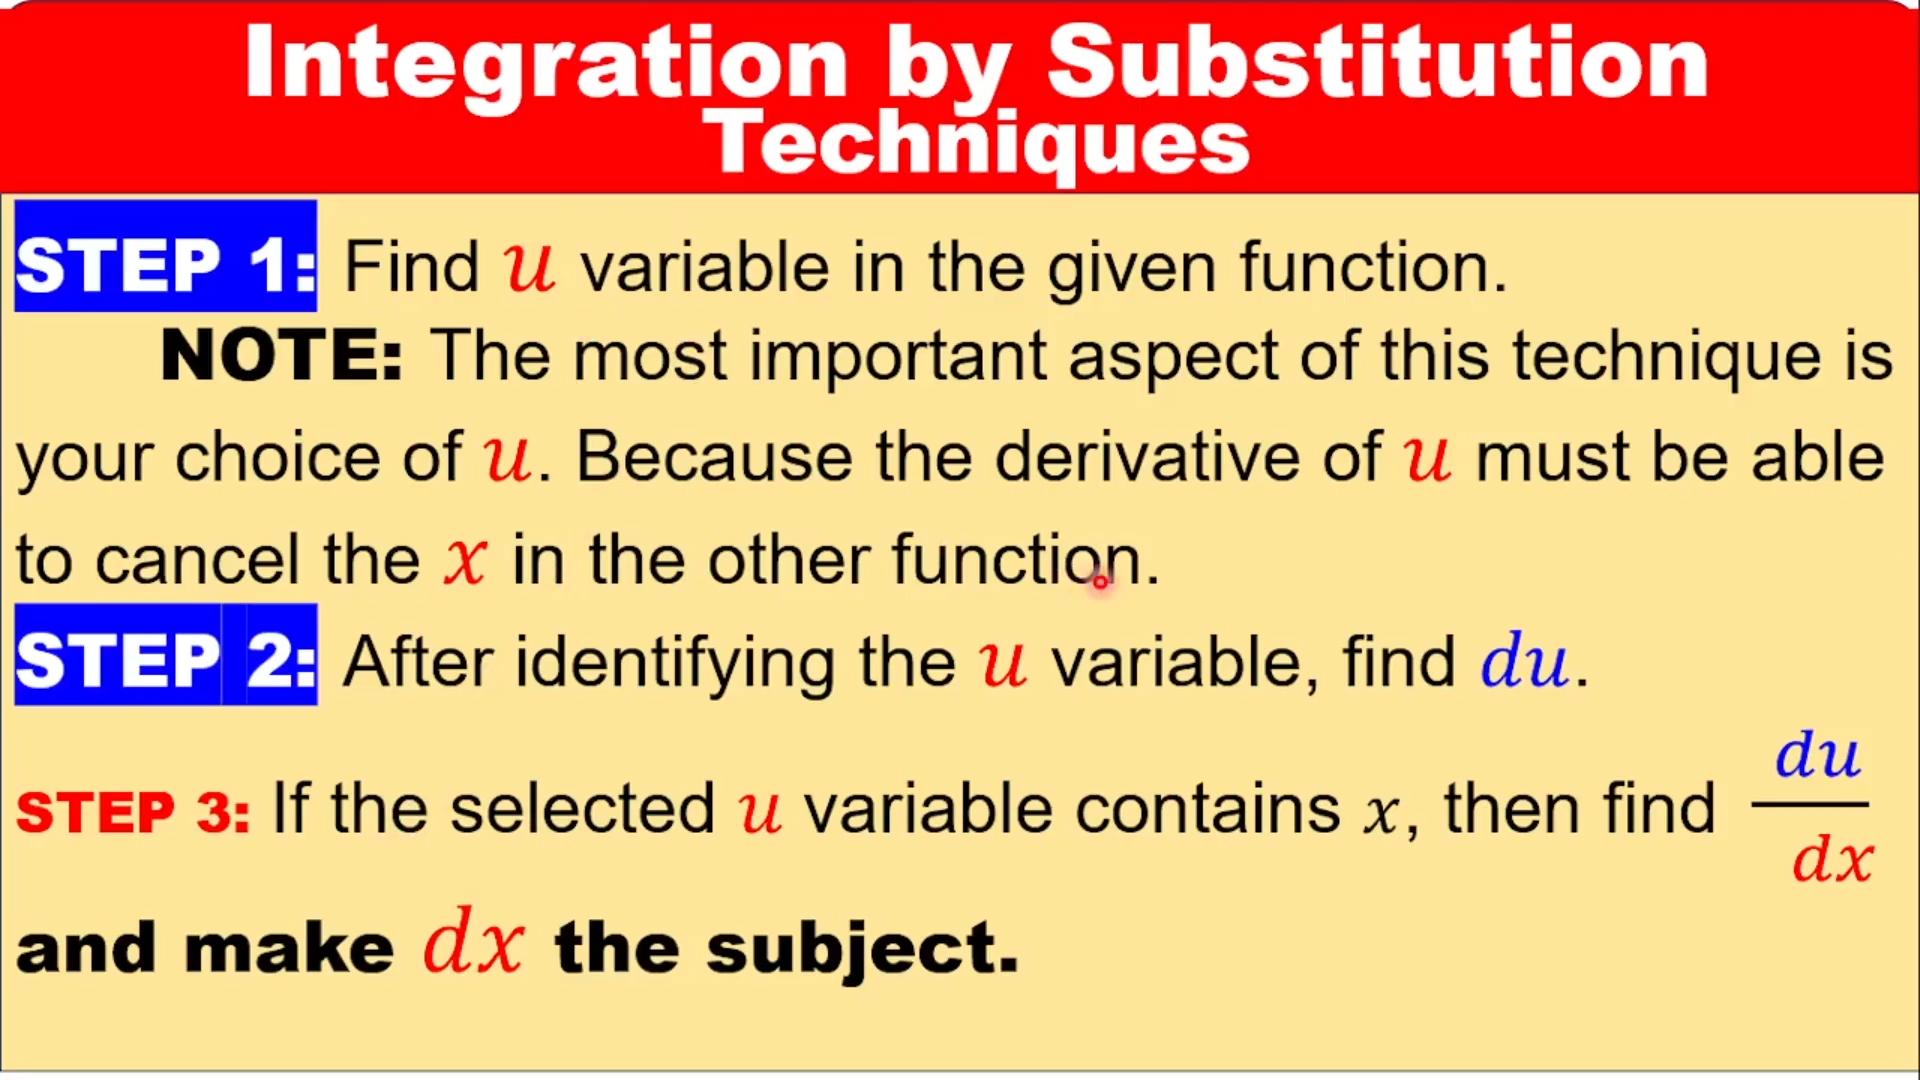 Integration by Substitution
Techniques
STEP 1: Find u variable in the given function.
NOTE: The most important aspect of this technique is
your choice of u. Because the derivative of u must be able
to cancel the x in the other function.
STEP 2: After identifying the u variable, find du.
STEP 3: If the selected u variable contains x, then find du/dx
and make dx the subject.